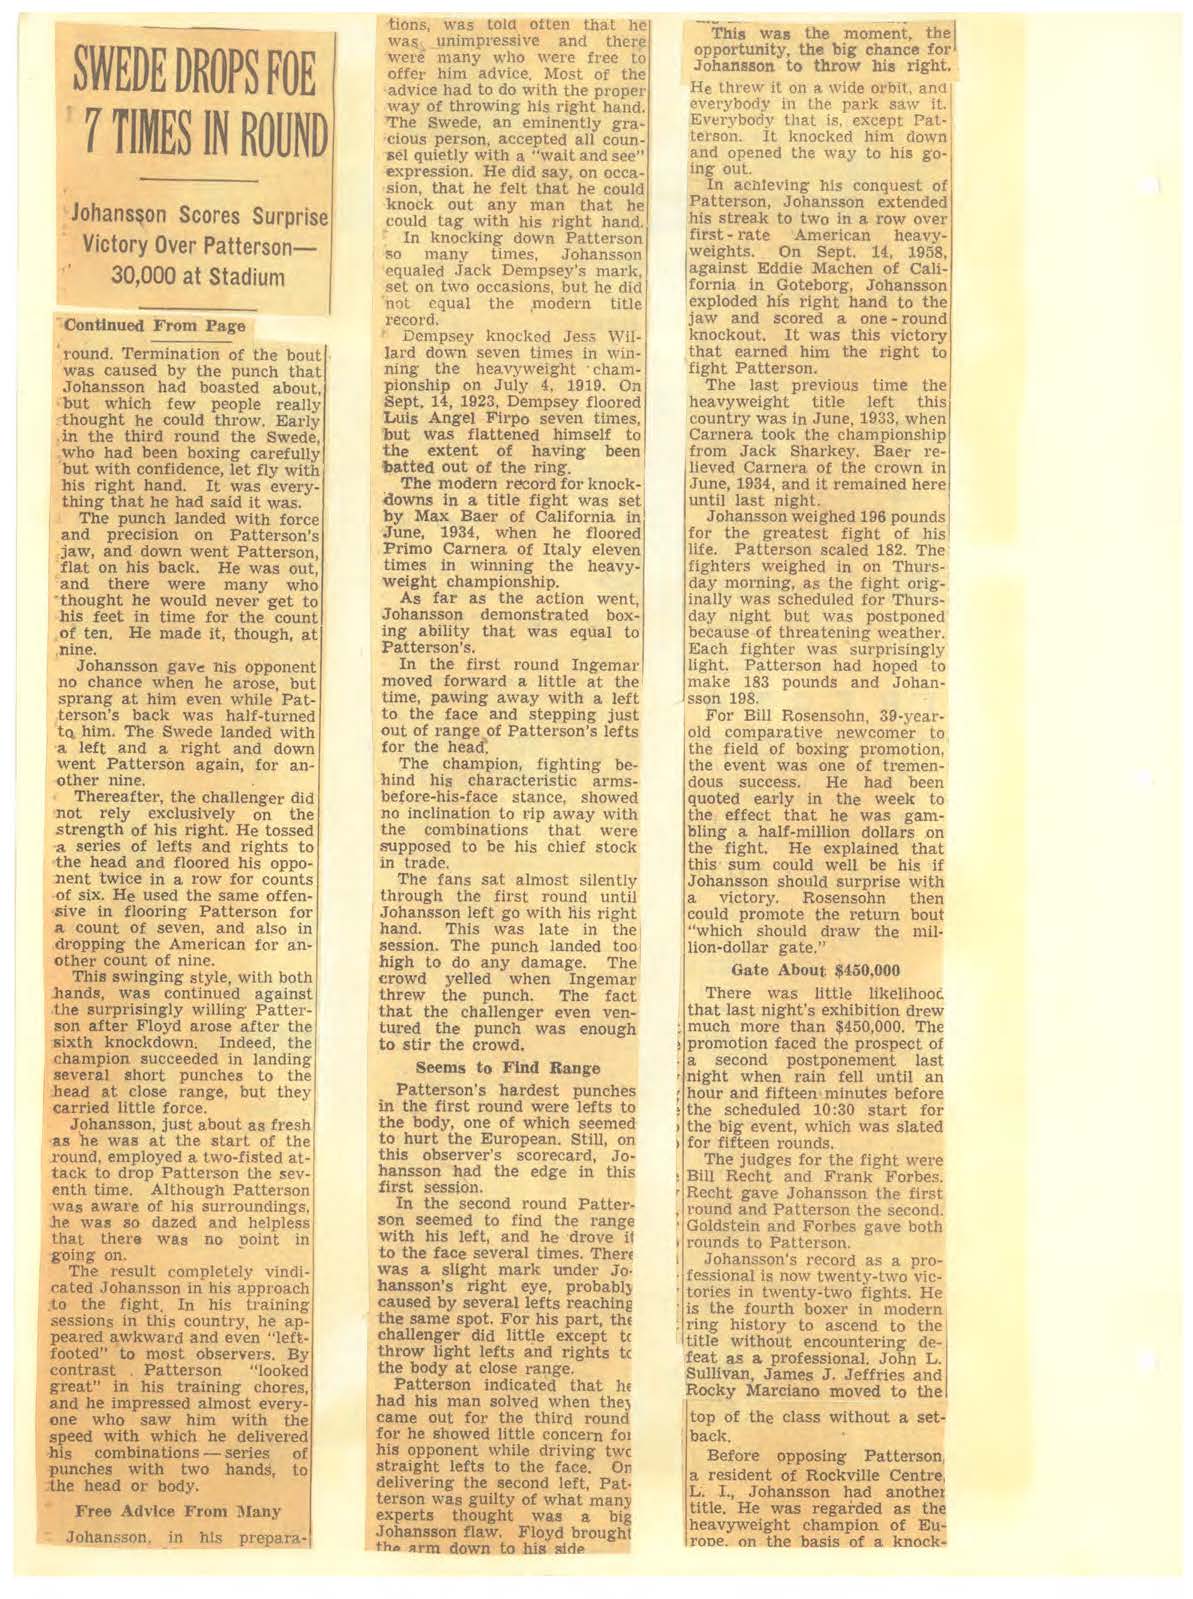 SWEDE DROPS FOE
7 TIMES IN ROUND
Johansson Scores Surprise
Victory Over Patterson—
30,000 at Stadium
Continued From Page
round. Termination of the bout
was caused by the punch that
Johansson had boasted about,
but which few people really
thought he could throw. Early
in the third round the Swede,
who had been boxing carefully
but with confidence, let fly with
his right hand. It was every-
thing that he had said it was.
The punch landed with force
and precision on Patterson's
jaw, and down went Patterson,
flat on his back. He was out,
and there were many who
thought he would never get to
his feet in time for the count
of ten. He made it, though, at
nine.
Johansson gave his opponent
no chance when he arose, but
sprang at him even while Pat-
terson's back was half-turned
to him. The Swede landed with
a left and a right and down
went Patterson again, for an-
other nine.
Thereafter, the challenger did
not rely exclusively on the
strength of his right. He tossed
a series of lefts and rights to
the head and floored his oppo-
nent twice in a row for counts
of six. He used the same offen-
sive in flooring Patterson for
a count of seven, and also in
dropping the American for an-
other count of nine.
This swinging style, with both
hands, was continued against
the surprisingly willing Patter-
son after Floyd arose after the
sixth knockdown. Indeed, the
champion succeeded in landing
several short punches to the
head at close range, but they
carried little force.
Johansson, just about as fresh
as he was at the start of the
round, employed a two-fisted at-
tack to drop Patterson the sev-
enth time. Although Patterson
was aware of his surroundings,
he was so dazed and helpless
that there was no point in
going on.
The result completely vindi-
cated Johansson in his approach
to the fight. In his training
sessions in this country, he ap-
peared awkward and even "left-
footed" to most observers. By
contrast Patterson "looked
great" in his training chores,
and he impressed almost every-
one who saw him with the
speed with which he delivered
his combinations — series of
punches with two hands, to
the head or body.
Free Advice From Many
Johansson, in his prepara-
tions, was told often that he
was unimpressive and there
were many who were free to
offer him advice. Most of the
advice had to do with the proper
way of throwing his right hand.
The Swede, an eminently gra-
cious person, accepted all coun-
sel quietly with a "wait and see"
expression. He did say, on occa-
sion, that he felt that he could
knock out any man that he
could tag with his right hand.
In knocking down Patterson
so many times, Johansson
equaled Jack Dempsey's mark,
set on two occasions, but he did
not equal the modern title
record.
Dempsey knocked Jess Wil-
lard down seven times in win-
ning the heavyweight cham-
pionship on July 4, 1919. On
Sept. 14, 1923, Dempsey floored
Luis Angel Firpo seven times,
but was flattened himself to
the extent of having been
batted out of the ring.
The modern record for knock-
downs in a title fight was set
by Max Baer of California in
June, 1934, when he floored
Primo Carnera of Italy eleven
times in winning the heavy-
weight championship.
As far as the action went,
Johansson demonstrated box-
ing ability that was equal to
Patterson's.
In the first round Ingemar
moved forward a little at the
time, pawing away with a left
to the face and stepping just
out of range of Patterson's lefts
for the head.
The champion, fighting be-
hind his characteristic arms-
before-his-face stance, showed
no inclination to rip away with
the combinations that were
supposed to be his chief stock
in trade.
The fans sat almost silently
through the first round until
Johansson left go with his right
hand. This was late in the
session. The punch landed too
high to do any damage. The
crowd yelled when Ingemar
threw the punch. The fact
that the challenger even ven-
tured the punch was enough
to stir the crowd.
Seems to Find Range
Patterson's hardest punches
in the first round were lefts to
the body, one of which seemed
to hurt the European. Still, on
this observer's scorecard, Jo-
hansson had the edge in this
first session.
In the second round Patter-
son seemed to find the range
with his left, and he drove it
to the face several times. There
was a slight mark under Jo-
hansson's right eye, probably
caused by several lefts reaching
the same spot. For his part, the
challenger did little except to
throw light lefts and rights to
the body at close range.
Patterson indicated that he
had his man solved when they
came out for the third round
for he showed little concern for
his opponent while driving two
straight lefts to the face. On
delivering the second left, Pat-
terson was guilty of what many
experts thought was a big
Johansson flaw. Floyd brought
the arm down to his side
This was the moment, the
opportunity, the big chance for
Johansson to throw his right.
He threw it on a wide orbit, and
everybody in the park saw it.
Everybody that is, except Pat-
terson. It knocked him down
and opened the way to his go-
ing out.
In achieving his conquest of
Patterson, Johansson extended
his streak to two in a row over
first-rate American heavy-
weights. On Sept. 14, 1958,
against Eddie Machen of Cali-
fornia in Goteborg, Johansson
exploded his right hand to the
jaw and scored a one-round
knockout. It was this victory
that earned him the right to
fight Patterson.
The last previous time the
heavyweight title left this
country was in June, 1933, when
Carnera took the championship
from Jack Sharkey. Baer re-
lieved Carnera of the crown in
June, 1934, and it remained here
until last night.
Johansson weighed 196 pounds
for the greatest fight of his
life. Patterson scaled 182. The
fighters weighed in on Thurs-
day morning, as the fight orig-
inally was scheduled for Thurs-
day night but was postponed
because of threatening weather.
Each fighter was surprisingly
light. Patterson had hoped to
make 183 pounds and Johan-
sson 198.
For Bill Rosensohn, 39-year-
old comparative newcomer to
the field of boxing promotion,
the event was one of tremen-
dous success. He had been
quoted early in the week to
the effect that he was gam-
bling a half-million dollars on
the fight. He explained that
this sum could well be his if
Johansson should surprise with
a victory. Rosensohn then
could promote the return bout
"which should draw the mil-
lion-dollar gate."
Gate About $450,000
There was little likelihood
that last night's exhibition drew
much more than $450,000. The
promotion faced the prospect of
a second postponement last
night when rain fell until an
hour and fifteen minutes before
the scheduled 10:30 start for
the big event, which was slated
for fifteen rounds.
The judges for the fight were
Bill Recht and Frank Forbes.
Recht gave Johansson the first
round and Patterson the second.
Goldstein and Forbes gave both
rounds to Patterson.
Johansson's record as a pro-
fessional is now twenty-two vic-
tories in twenty-two fights. He
is the fourth boxer in modern
ring history to ascend to the
title without encountering de-
feat as a professional. John L.
Sullivan, James J. Jeffries and
Rocky Marciano moved to the
top of the class without a set-
back.
Before opposing Patterson,
a resident of Rockville Centre,
L. I., Johansson had another
title. He was regarded as the
heavyweight champion of Eu-
rope, on the basis of a knock-